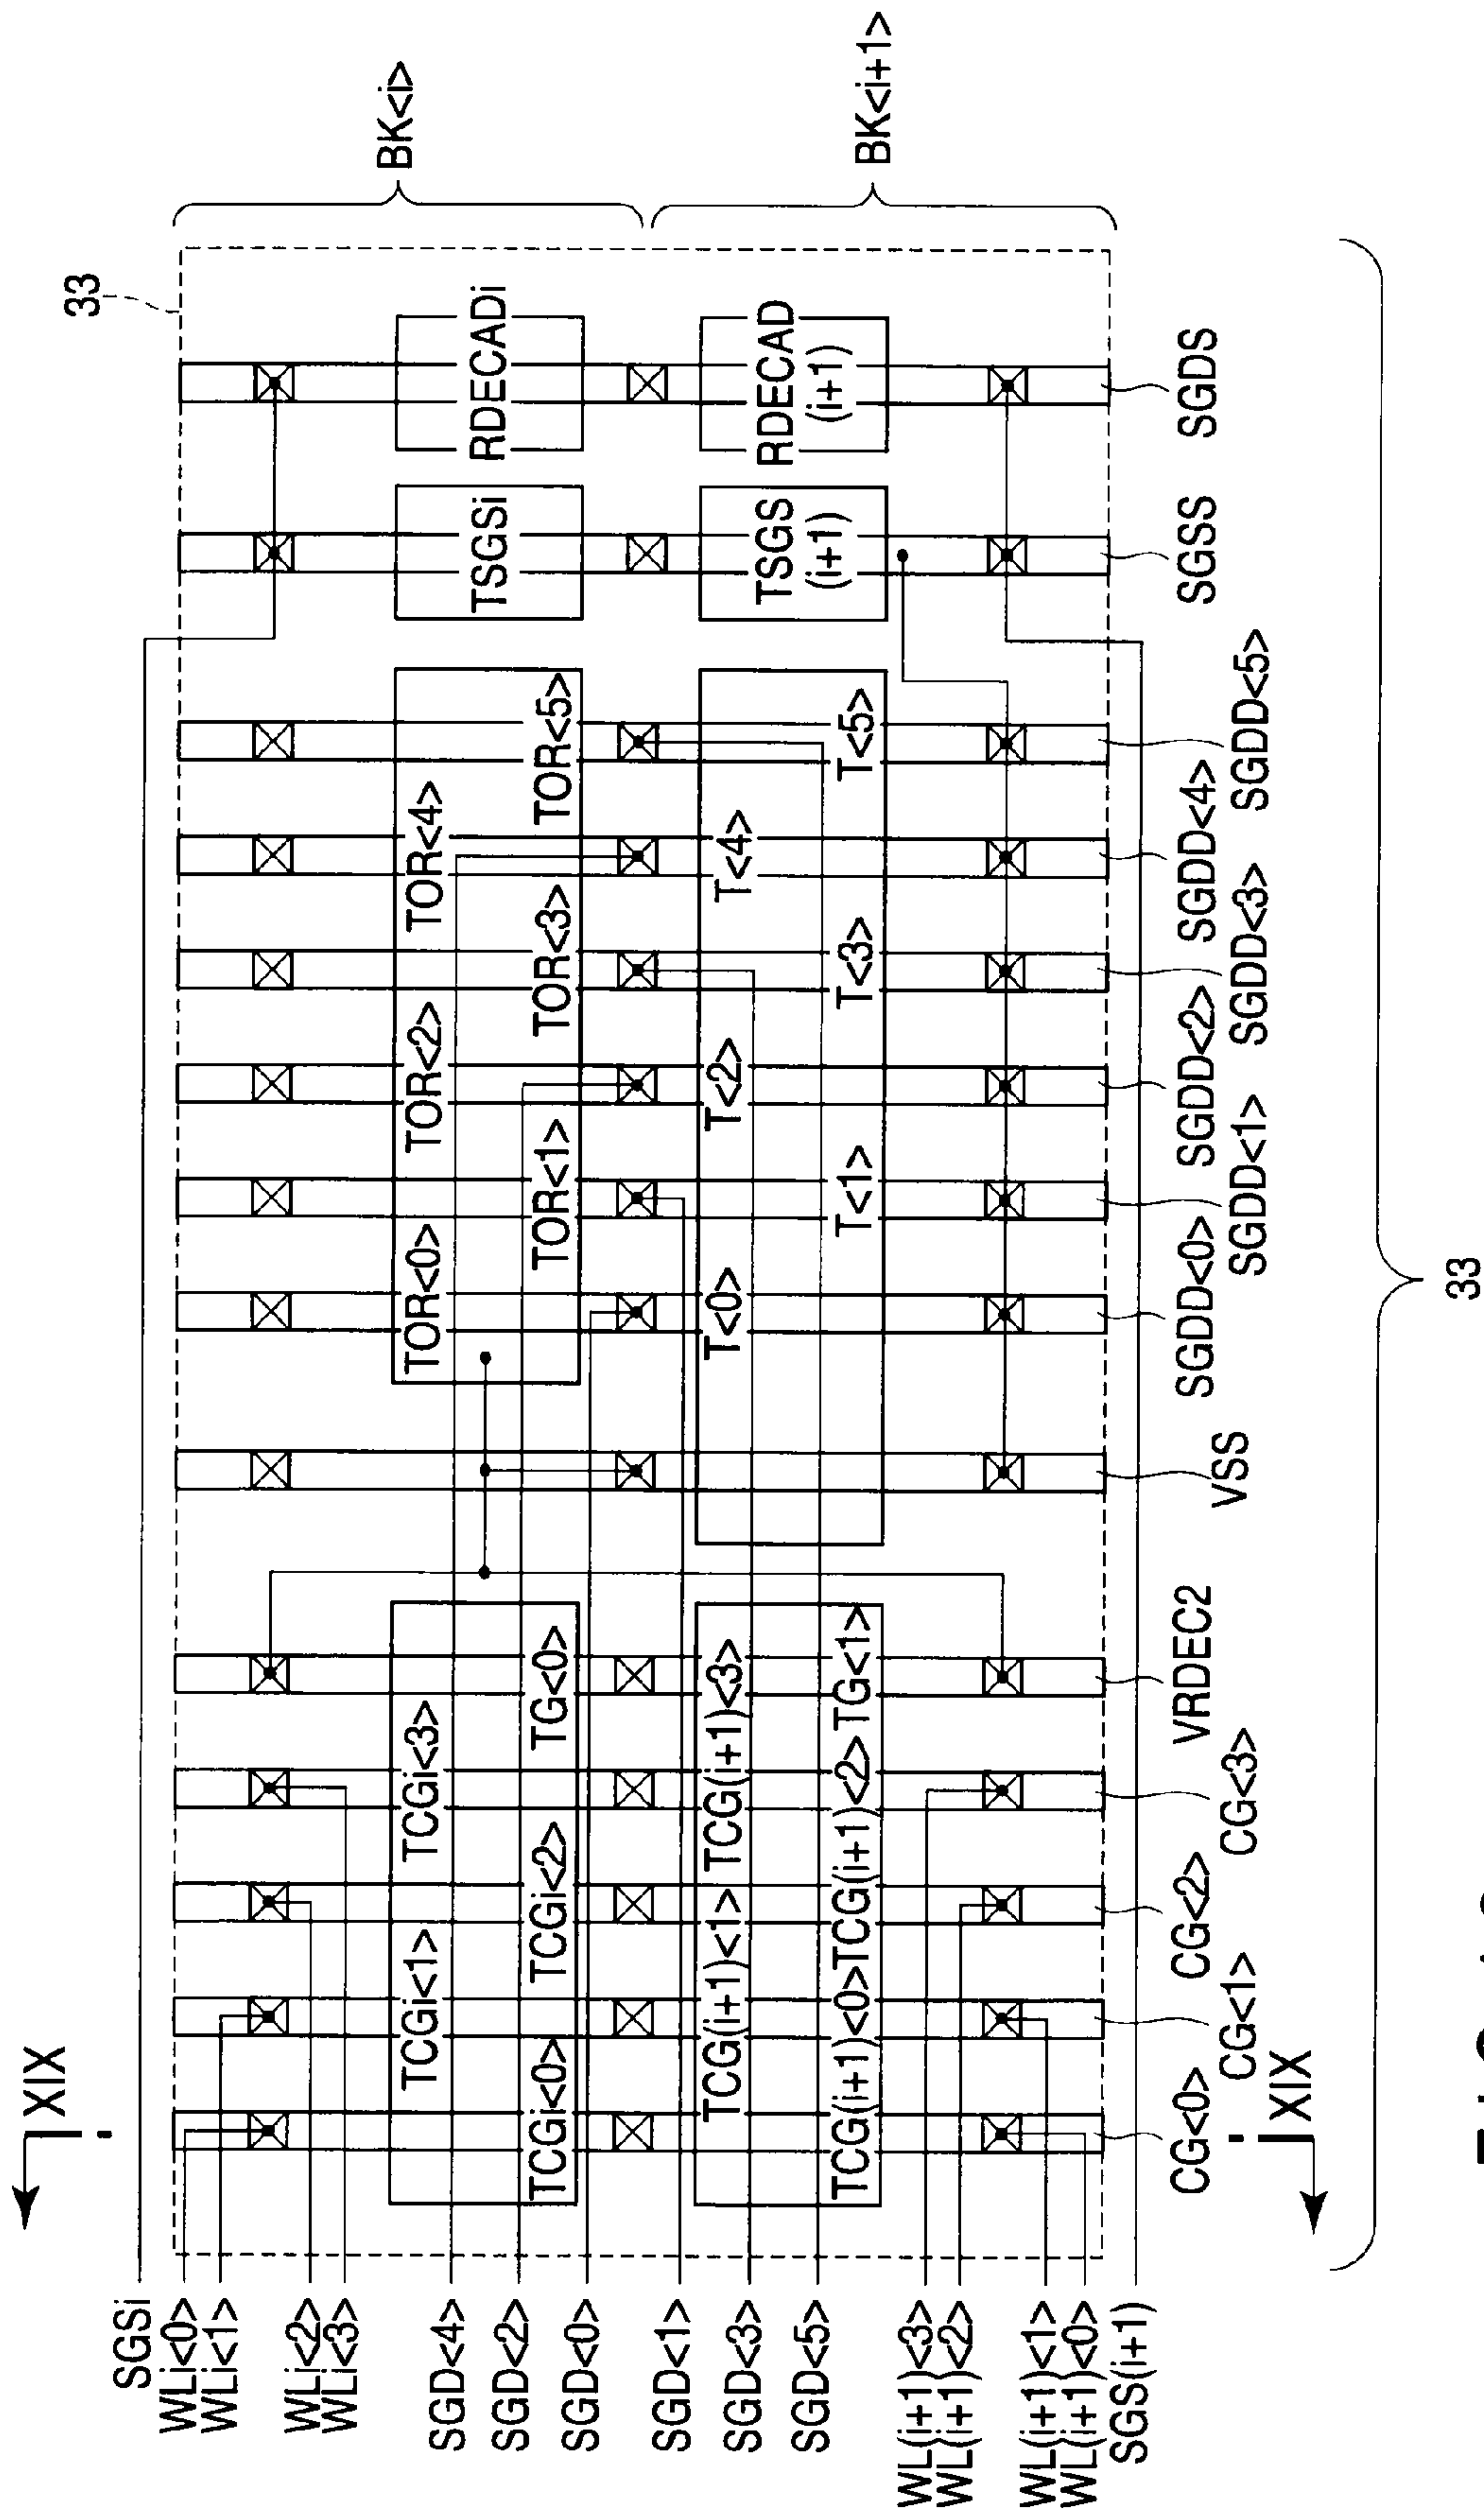 33
BK<i>
BK<i+1>
RDECADi
RDECAD
(i+1)
TSGSi
TSGS
(i+1)
TOR<0>
TOR<1>
TOR<2>
TOR<3>
TOR<4>
TOR<5>
T<0>
T<1>
T<2>
T<3>
T<4>
T<5>
TCGi<0>
TCGi<1>
TCGi<2>
TCGi<3>
TG<0>
TCG(i+1)<1>
TCG(i+1)<3>
TCG(i+1)<0>
TCG(i+1)<2>
TG<1>
SGSi
WLi<0>
WLi<1>
WLi<2>
WLi<3>
SGD<4>
SGD<2>
SGD<0>
SGD<1>
SGD<3>
SGD<5>
WL(i+1)<3>
WL(i+1)<2>
WL(i+1)<1>
WL(i+1)<0>
SGS(i+1)
CG<0>
CG<1>
CG<2>
CG<3>
VRDEC2
VSS
SGDD<0>
SGDD<1>
SGDD<2>
SGDD<3>
SGDD<4>
SGDD<5>
SGSS
SGDS
XIX
XIX
33